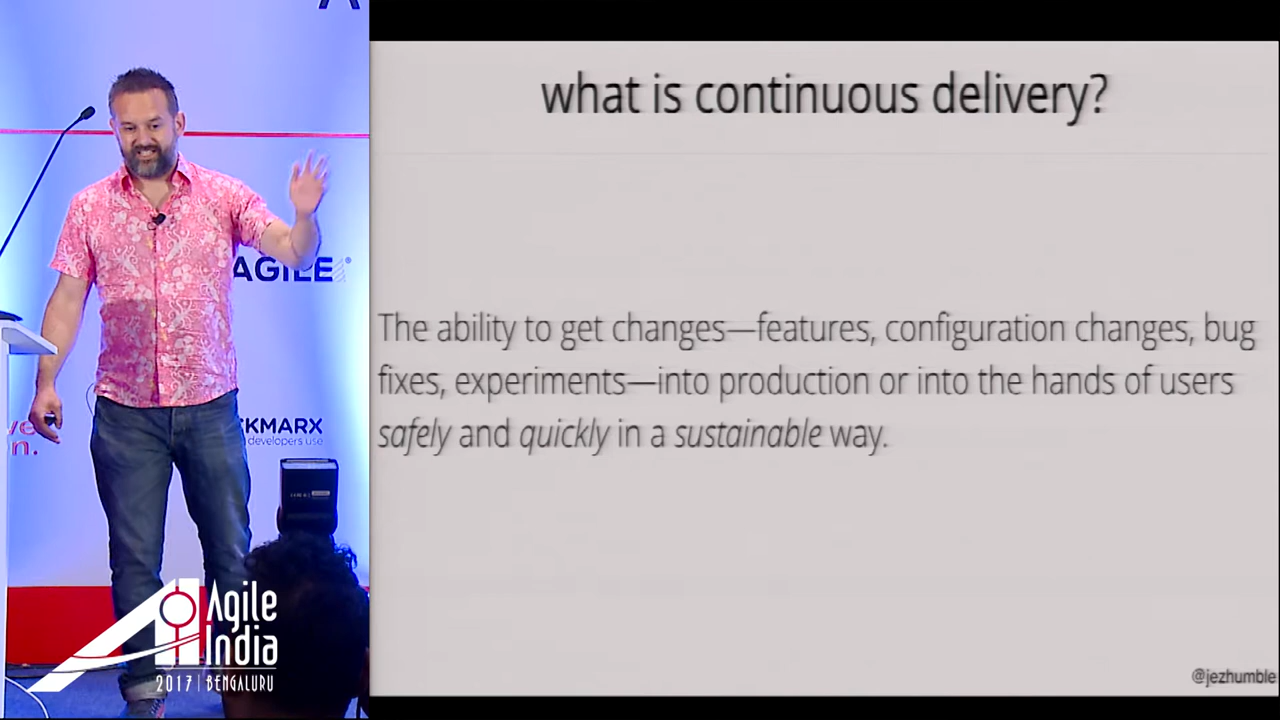 what is continuous delivery?
The ability to get changes—features, configuration changes, bug
fixes, experiments—into production or into the hands of users
safely and quickly in a sustainable way.
@jezhumble
AGILE
CKMARX
developers use
n.
Agile
India
2017 | BENGALURU